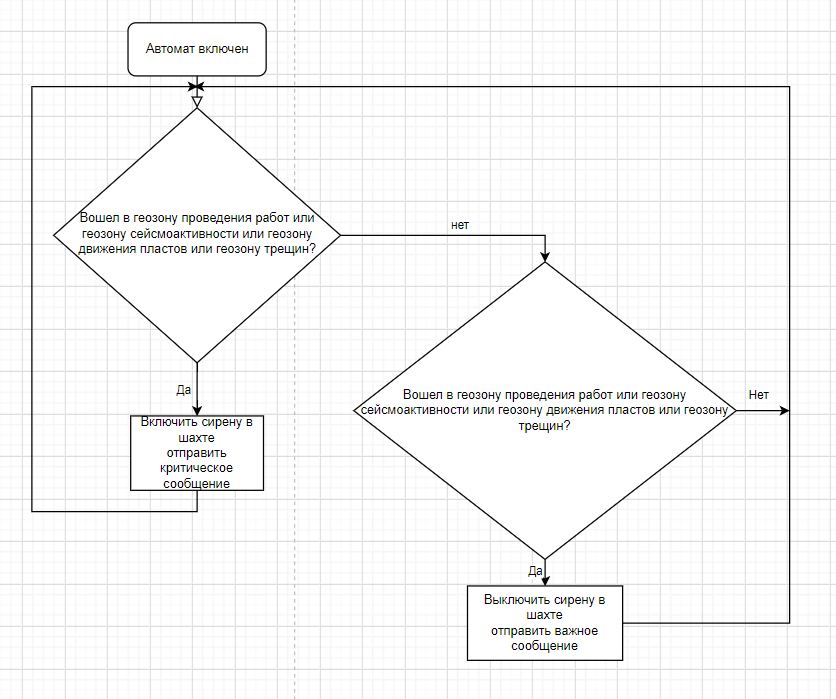 Автомат включен
Вошел в геозону проведения работ или
геозону сейсмоактивности или геозону
движения пластов или геозону трещин?
нет
Да
Включить сирену в
шахте
отправить
критическое
сообщение
Вошел в геозону проведения работ или геозону
сейсмоактивности или геозону движения пластов или геозону
трещин?
Нет
Да
Выключить сирену в
шахте
отправить важное
сообщение